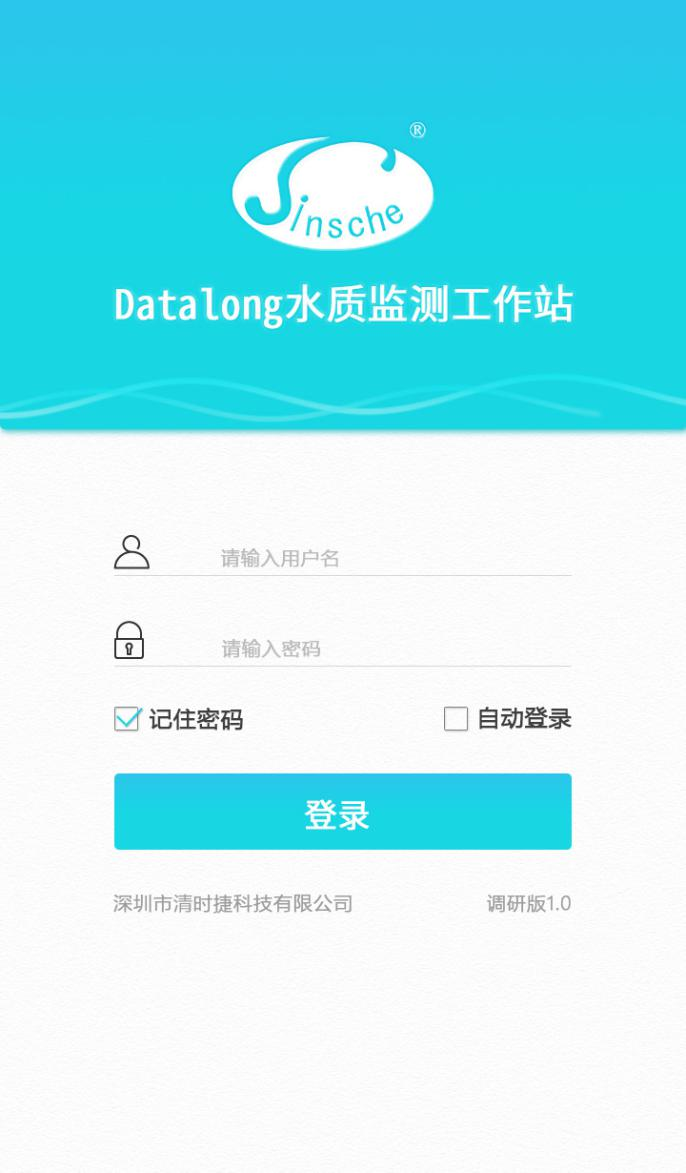 ®
Sinsche
Datalong水质监测工作站
请输入用户名
请输入密码
记住密码 自动登录
登录
深圳市清时捷科技有限公司 调研版1.0